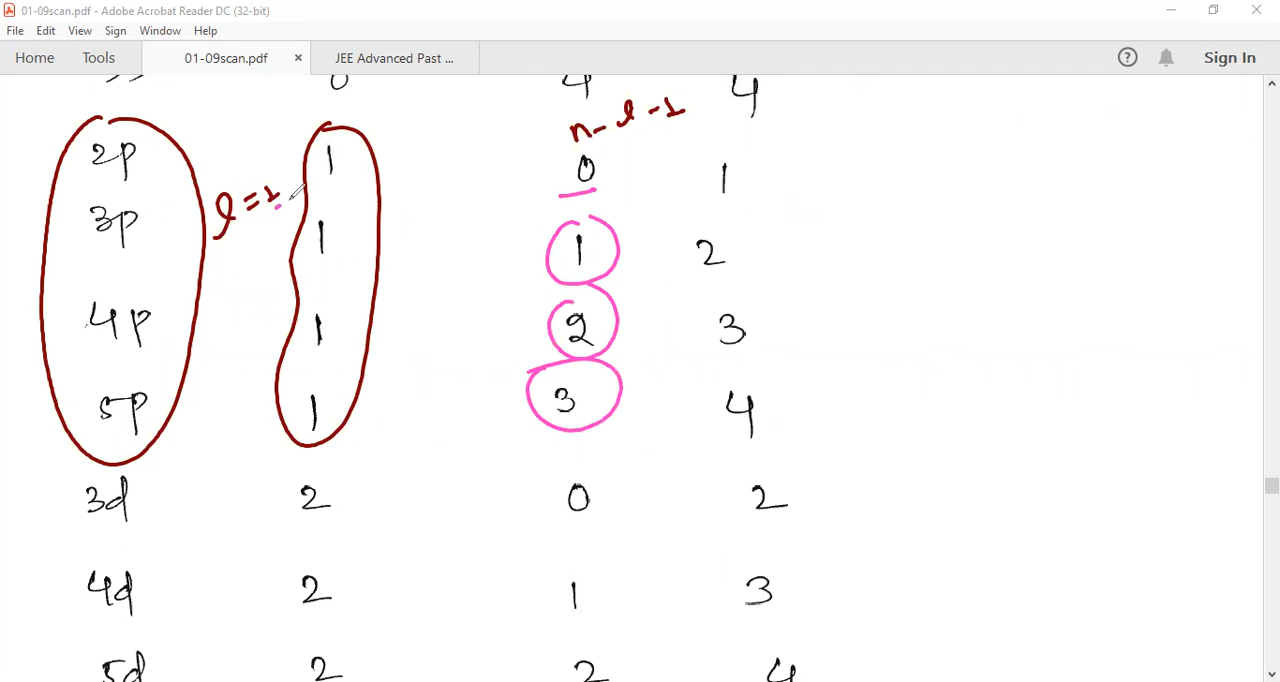 01-09scan.pdf - Adobe Acrobat Reader DC (32-bit)
File Edit View Sign Window Help
Home Tools 01-09scan.pdf × JEE Advanced Past ... ? Sign In
0 4 4
n-l-1
2p 1 0 1
l=1
3p 1 1 2
4p 1 2 3
5p 1 3 4
3d 2 0 2
4d 2 1 3
5d 2 2 4